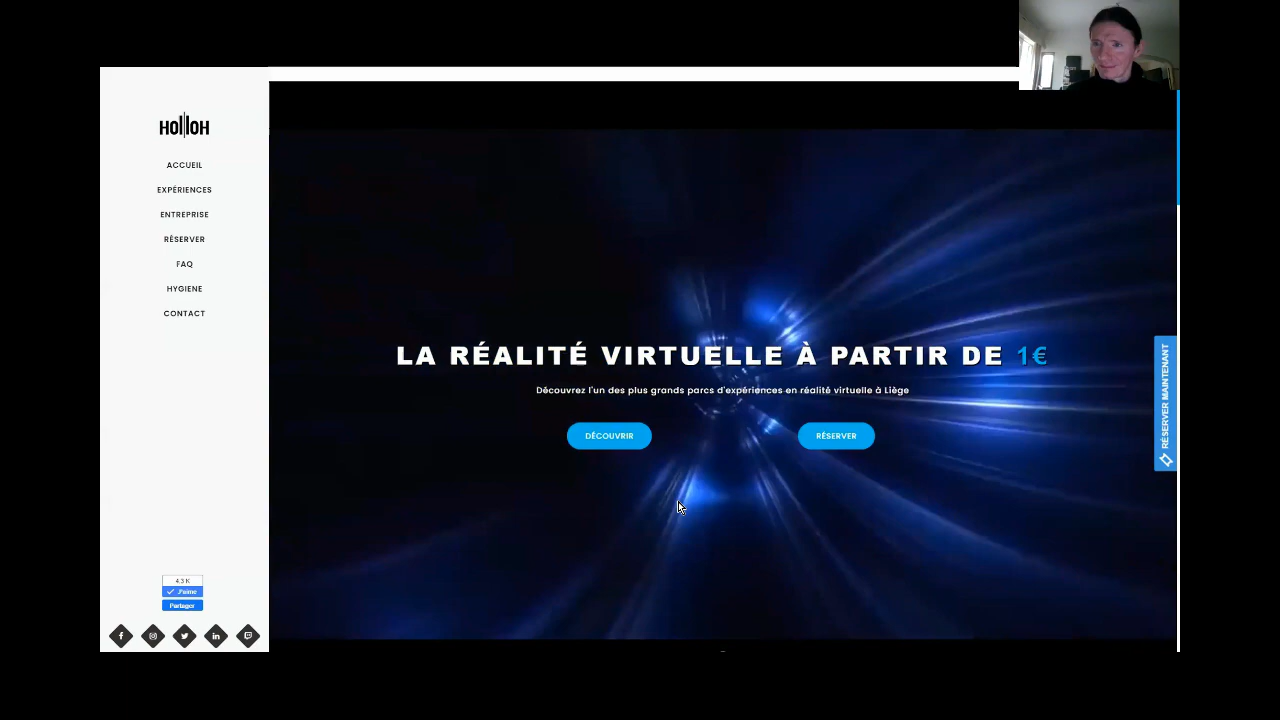 HOLLOH
ACCUEIL
EXPÉRIENCES
ENTREPRISE
RÉSERVER
FAQ
HYGIENE
CONTACT
LA RÉALITÉ VIRTUELLE À PARTIR DE 1€
Découvrez l'un des plus grands parcs d'expériences en réalité virtuelle à Liège
DÉCOUVRIR
RÉSERVER
RÉSERVER MAINTENANT
4.3 K
J'aime
Partager